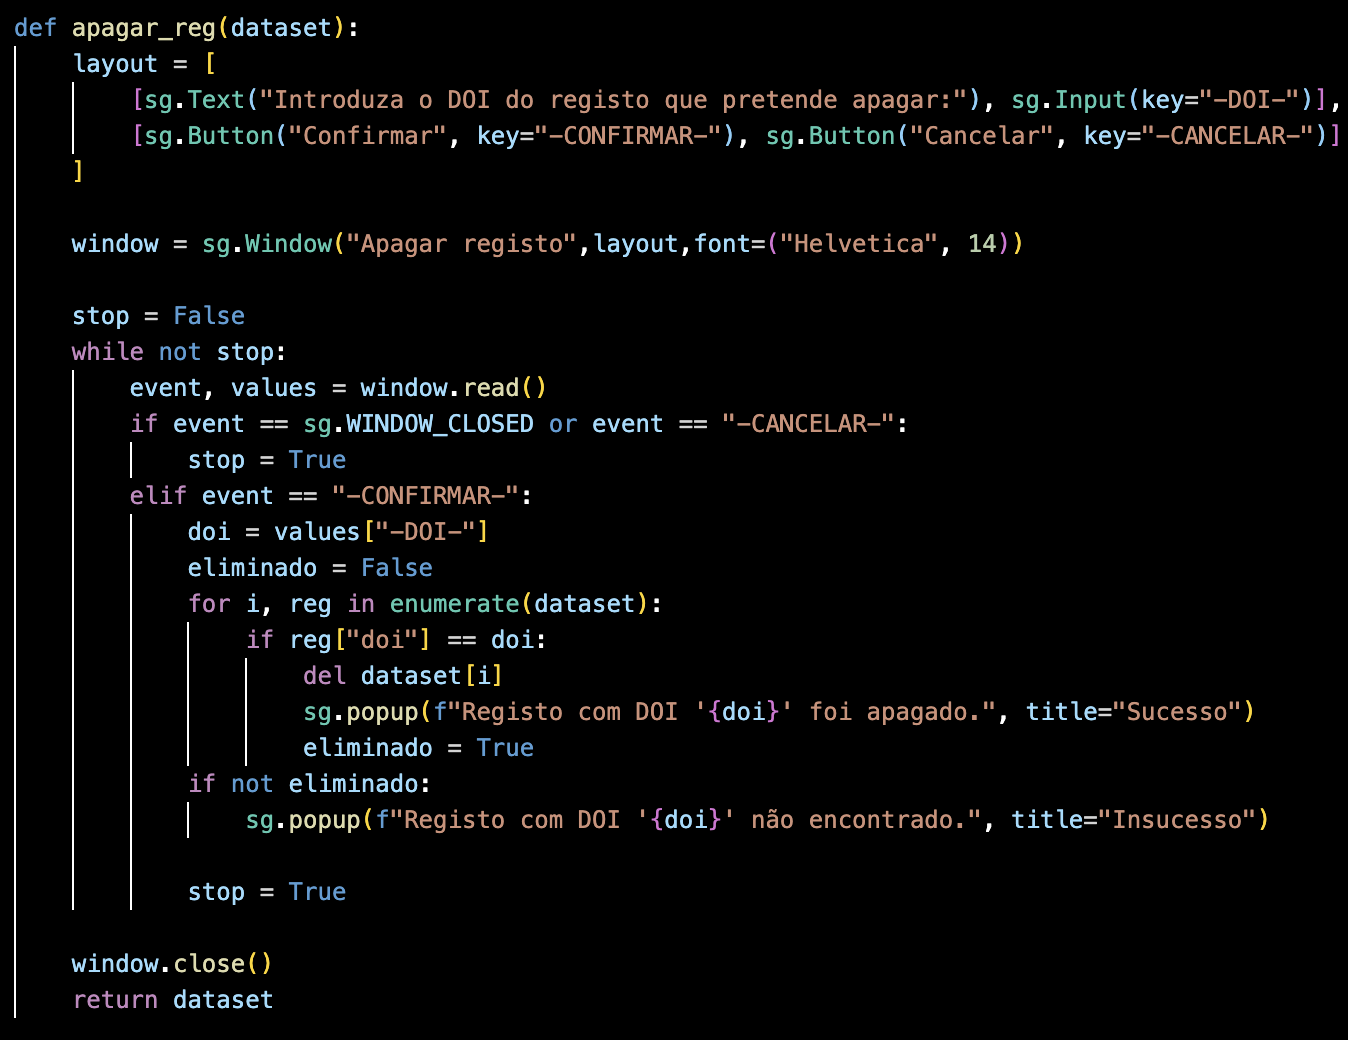 def apagar_reg(dataset):
    layout = [
        [sg.Text("Introduza o DOI do registo que pretende apagar:"), sg.Input(key="-DOI-")],
        [sg.Button("Confirmar", key="-CONFIRMAR-"), sg.Button("Cancelar", key="-CANCELAR-")]
    ]
    window = sg.Window("Apagar registo",layout,font=("Helvetica", 14))
    stop = False
    while not stop:
        event, values = window.read()
        if event == sg.WINDOW_CLOSED or event == "-CANCELAR-":
            stop = True
        elif event == "-CONFIRMAR-":
            doi = values["-DOI-"]
            eliminado = False
            for i, reg in enumerate(dataset):
                if reg["doi"] == doi:
                    del dataset[i]
                    sg.popup(f"Registo com DOI '{doi}' foi apagado.", title="Sucesso")
                    eliminado = True
            if not eliminado:
                sg.popup(f"Registo com DOI '{doi}' não encontrado.", title="Insucesso")
            stop = True
    window.close()
    return dataset